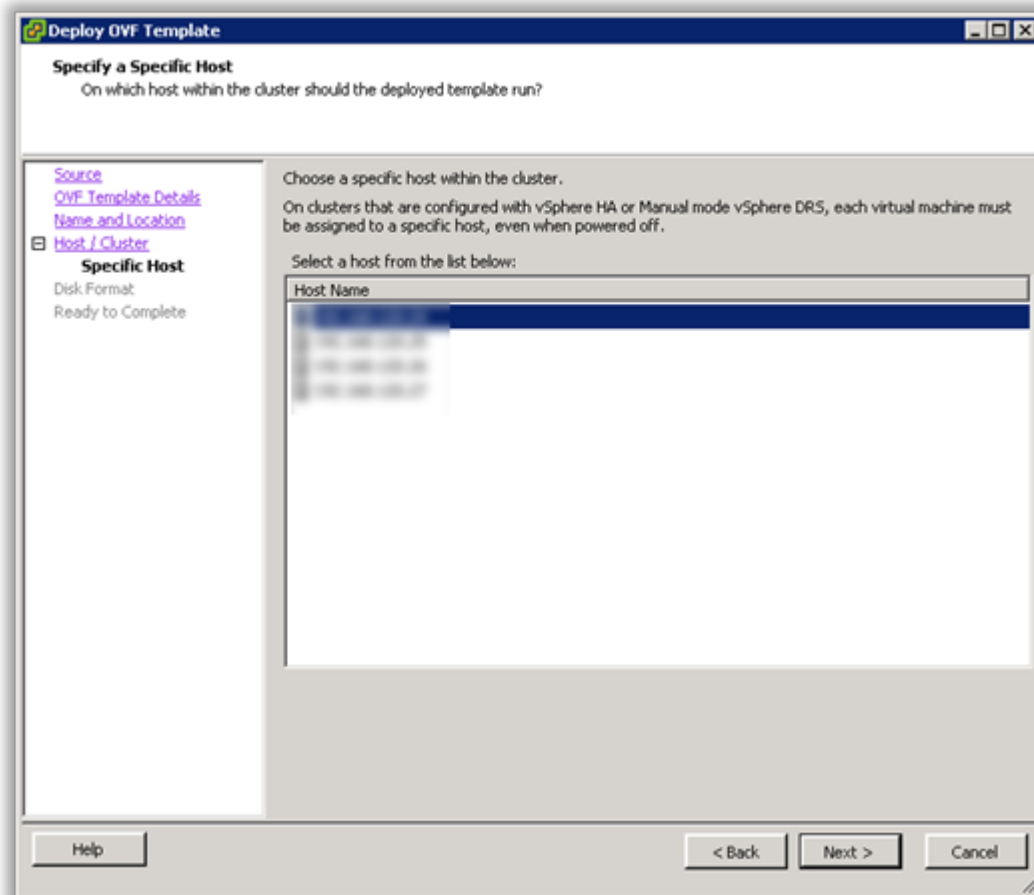 Deploy OVF Template
Specify a Specific Host
On which host within the cluster should the deployed template run?
Source
OVF Template Details
Name and Location
Host / Cluster
Specific Host
Disk Format
Ready to Complete
Choose a specific host within the cluster.
On clusters that are configured with vSphere HA or Manual mode vSphere DRS, each virtual machine must
be assigned to a specific host, even when powered off.
Select a host from the list below:
Host Name
Help
< Back
Next >
Cancel